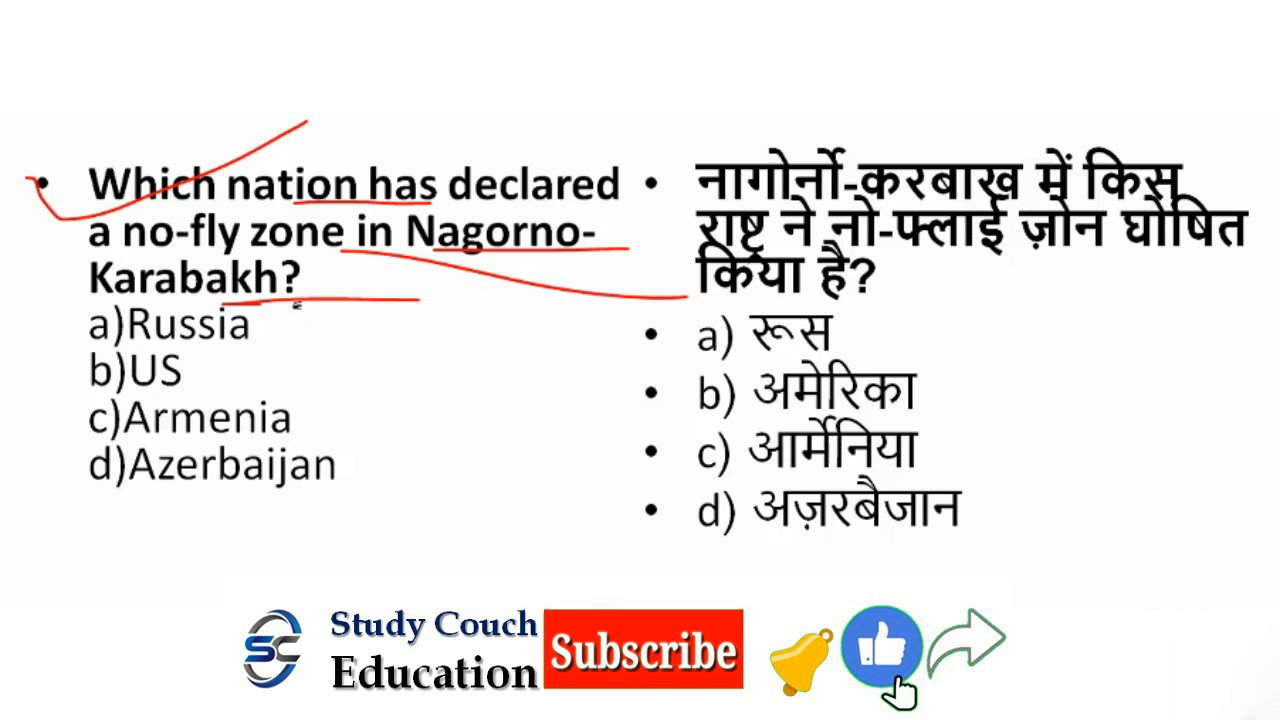 Which nation has declared
a no-fly zone in Nagorno-
Karabakh?
a)Russia
b)US
c)Armenia
d)Azerbaijan
नागोर्नो-करबाख में किस
राष्ट्र ने नो-फ्लाई ज़ोन घोषित
किया है?
a) रूस
b) अमेरिका
c) आर्मेनिया
d) अज़रबैजान
SC
Study Couch
Education
Subscribe